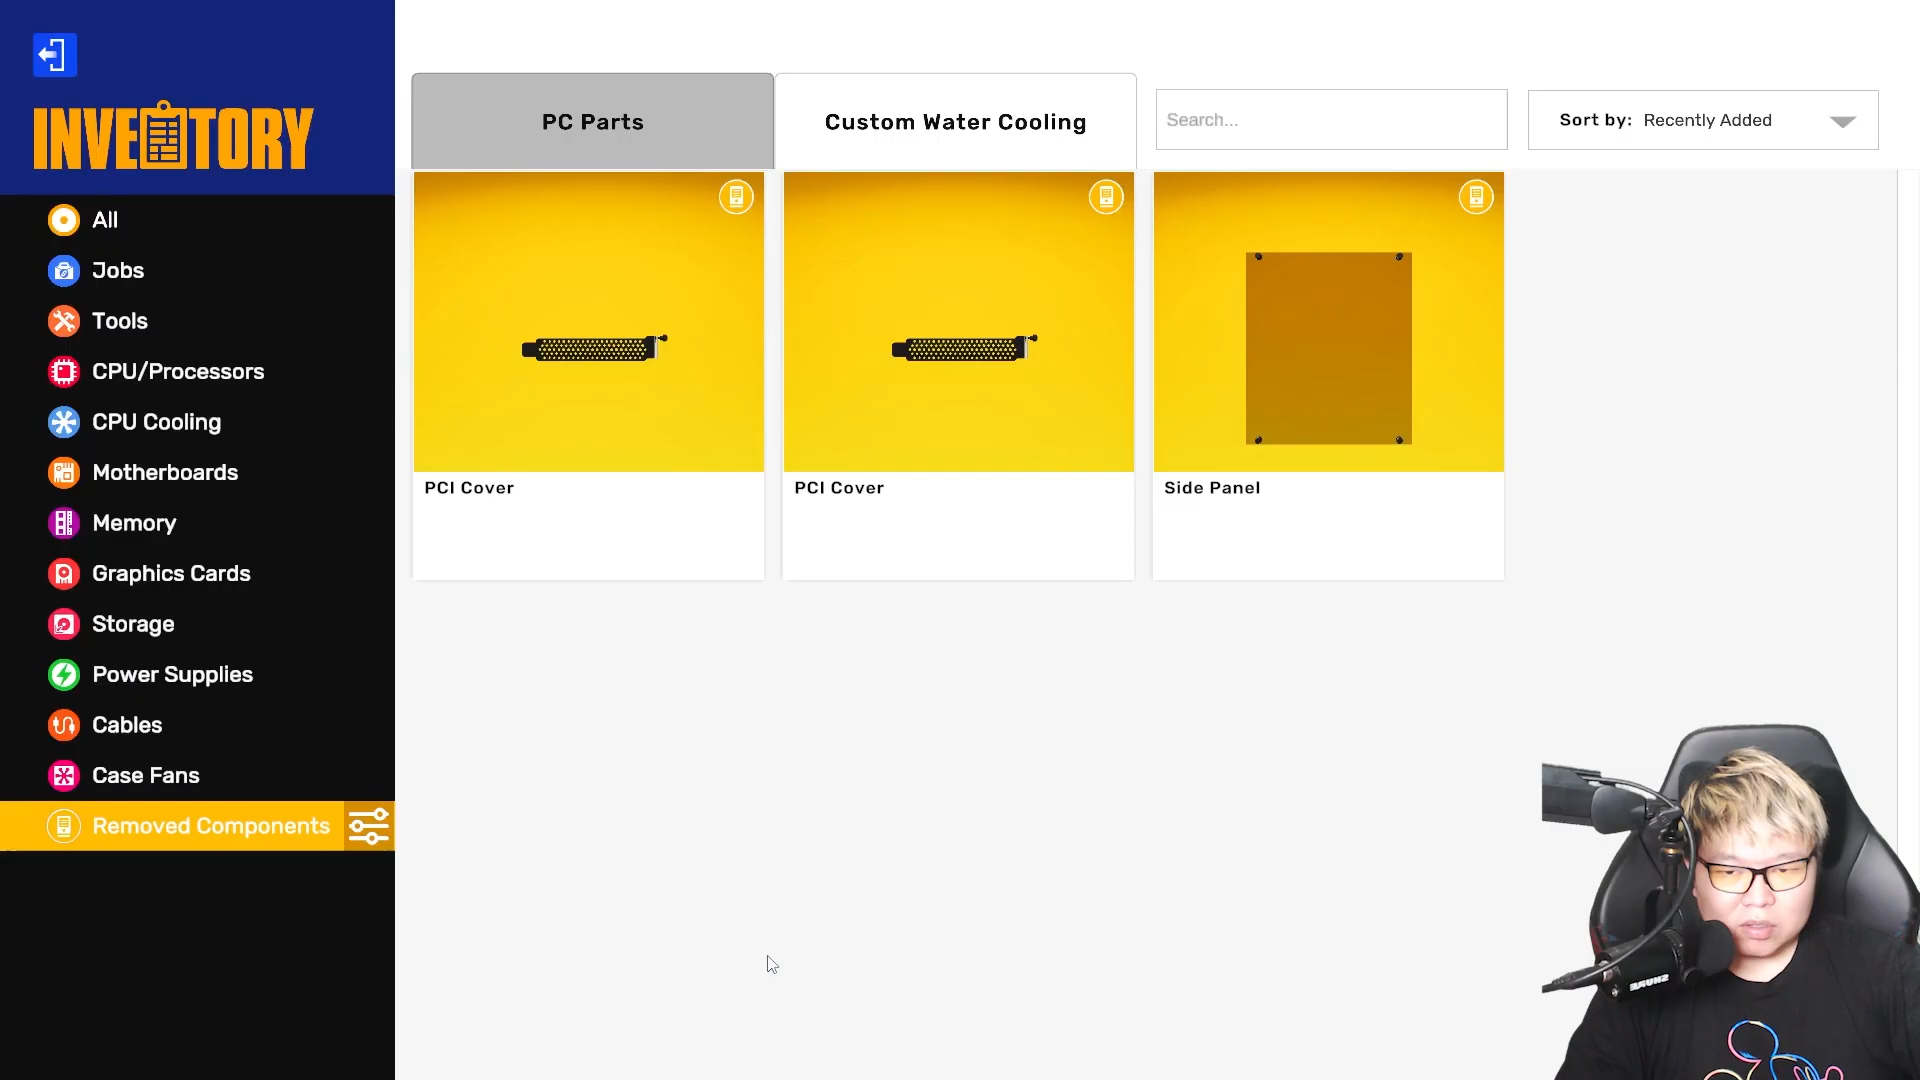 INVENTORY
All
Jobs
Tools
CPU/Processors
CPU Cooling
Motherboards
Memory
Graphics Cards
Storage
Power Supplies
Cables
Case Fans
Removed Components
PC Parts
Custom Water Cooling
Search...
Sort by: Recently Added
PCI Cover
PCI Cover
Side Panel
SHURE